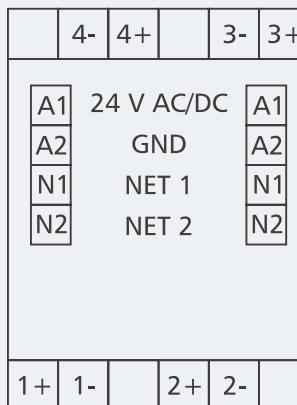 4- 4+ 3- 3+
A1 24 V AC/DC A1
A2 GND A2
N1 NET 1 N1
N2 NET 2 N2
1+ 1- 2+ 2-